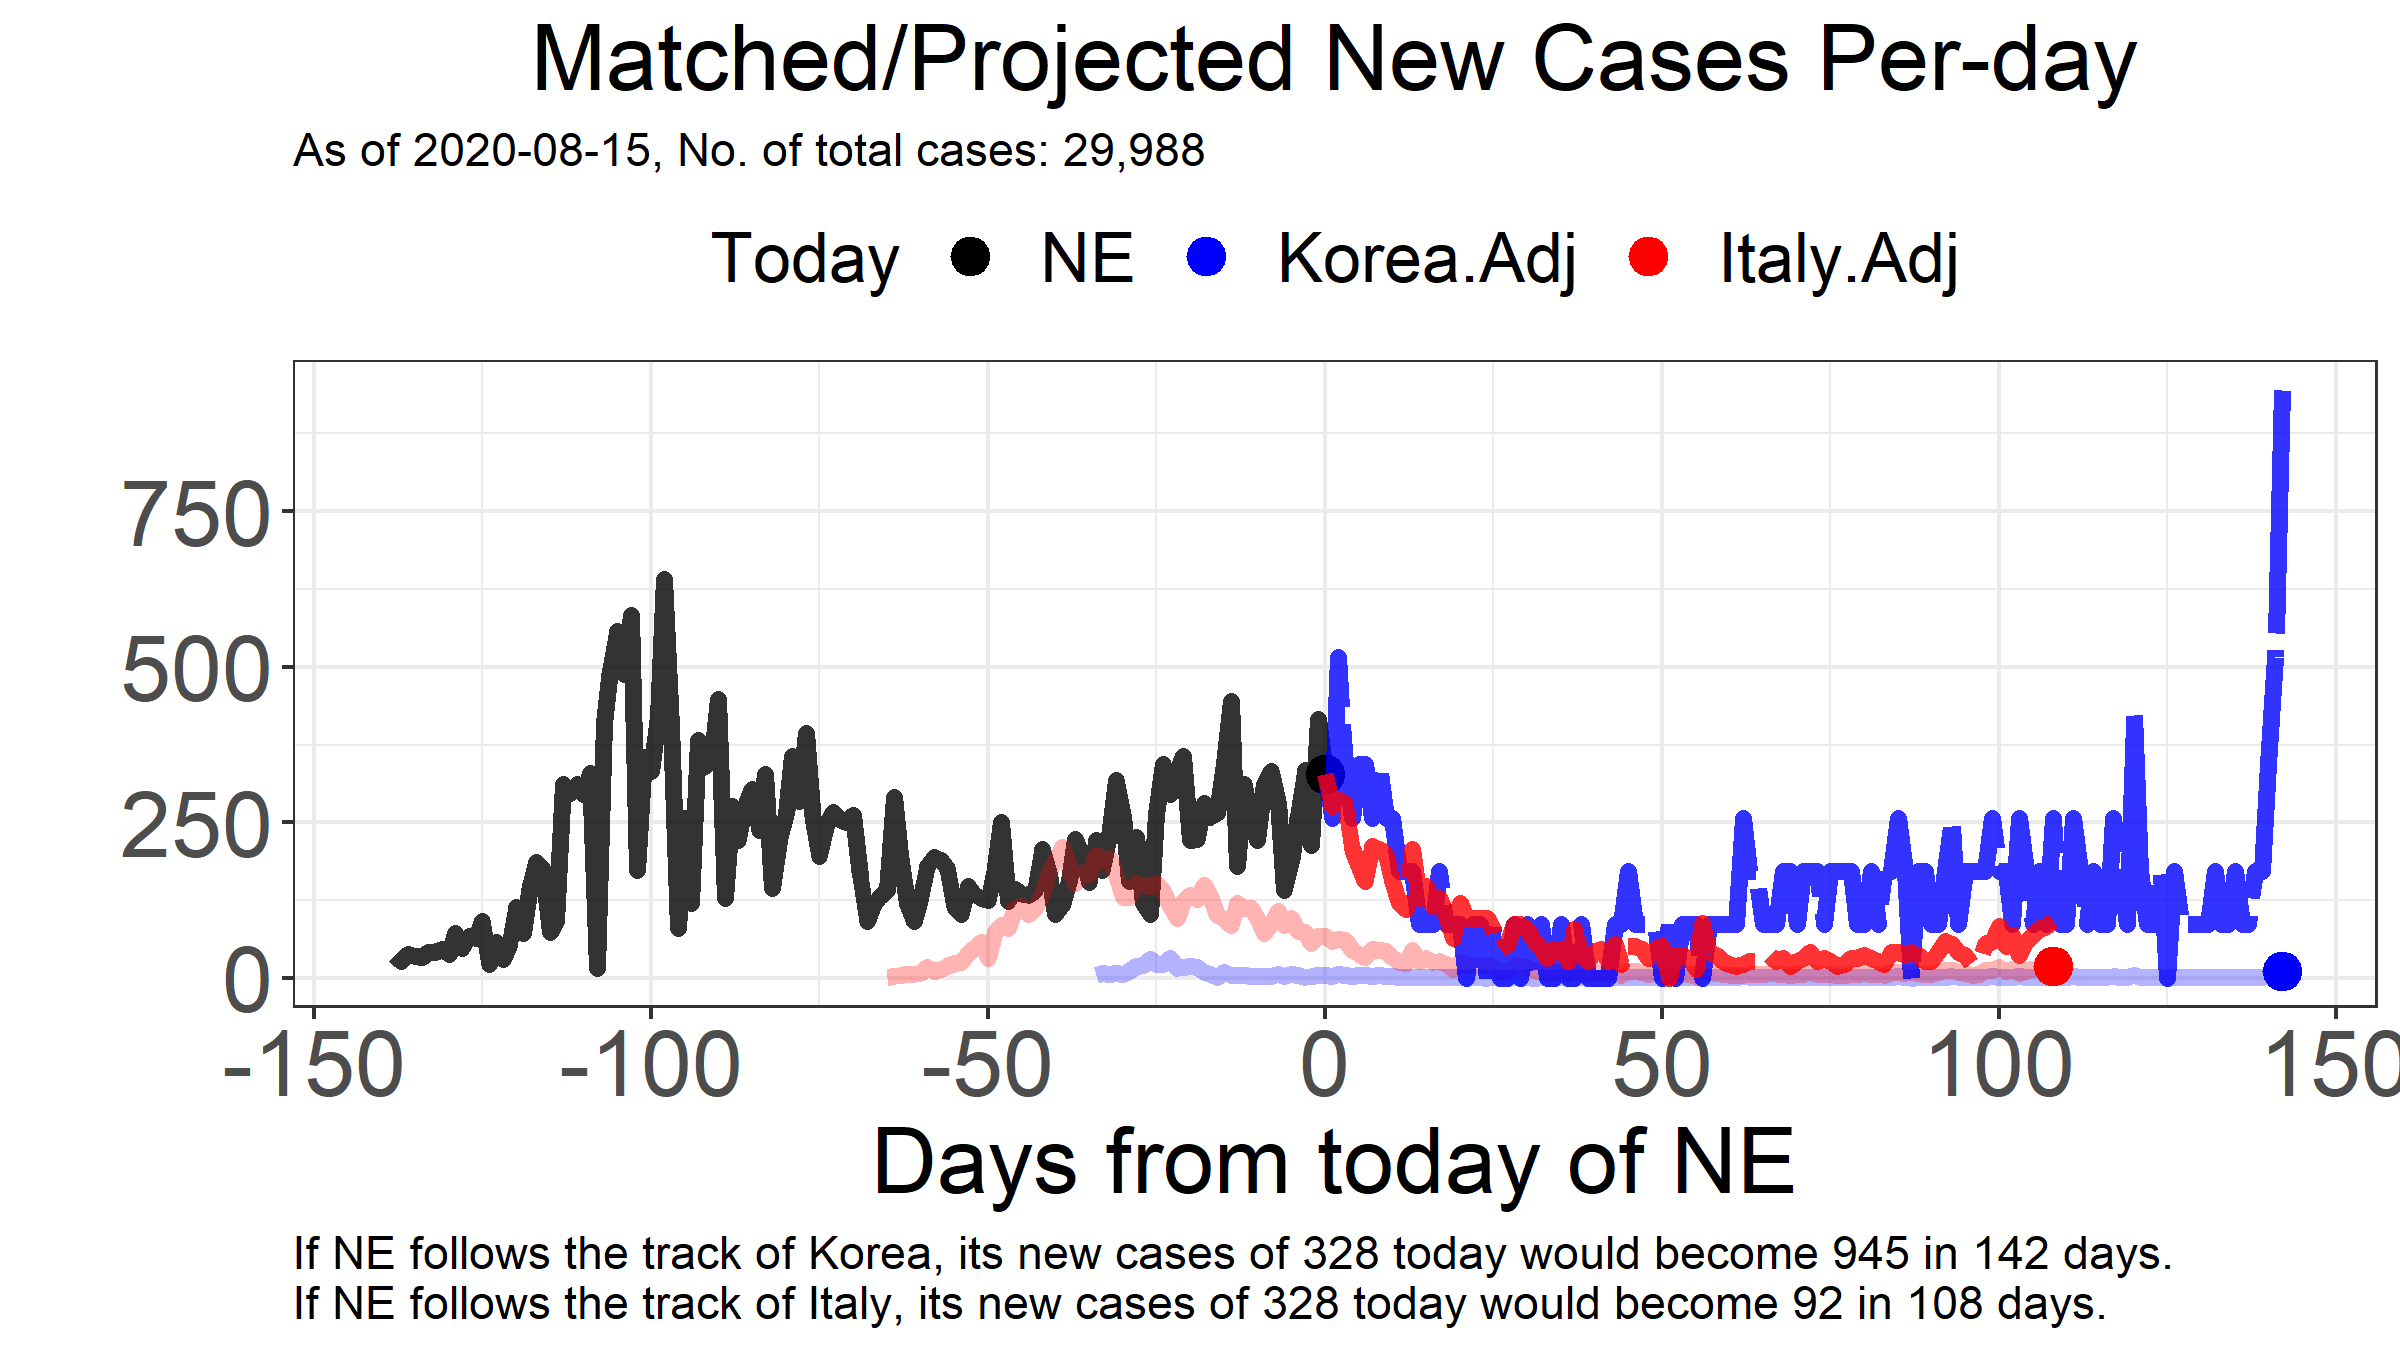 Matched/Projected New Cases Per-day
As of 2020-08-15, No. of total cases: 29,988
Today NE Korea.Adj Italy.Adj
750
500
250
0
-150 -100 -50 0 50 100 150
Days from today of NE
If NE follows the track of Korea, its new cases of 328 today would become 945 in 142 days.
If NE follows the track of Italy, its new cases of 328 today would become 92 in 108 days.